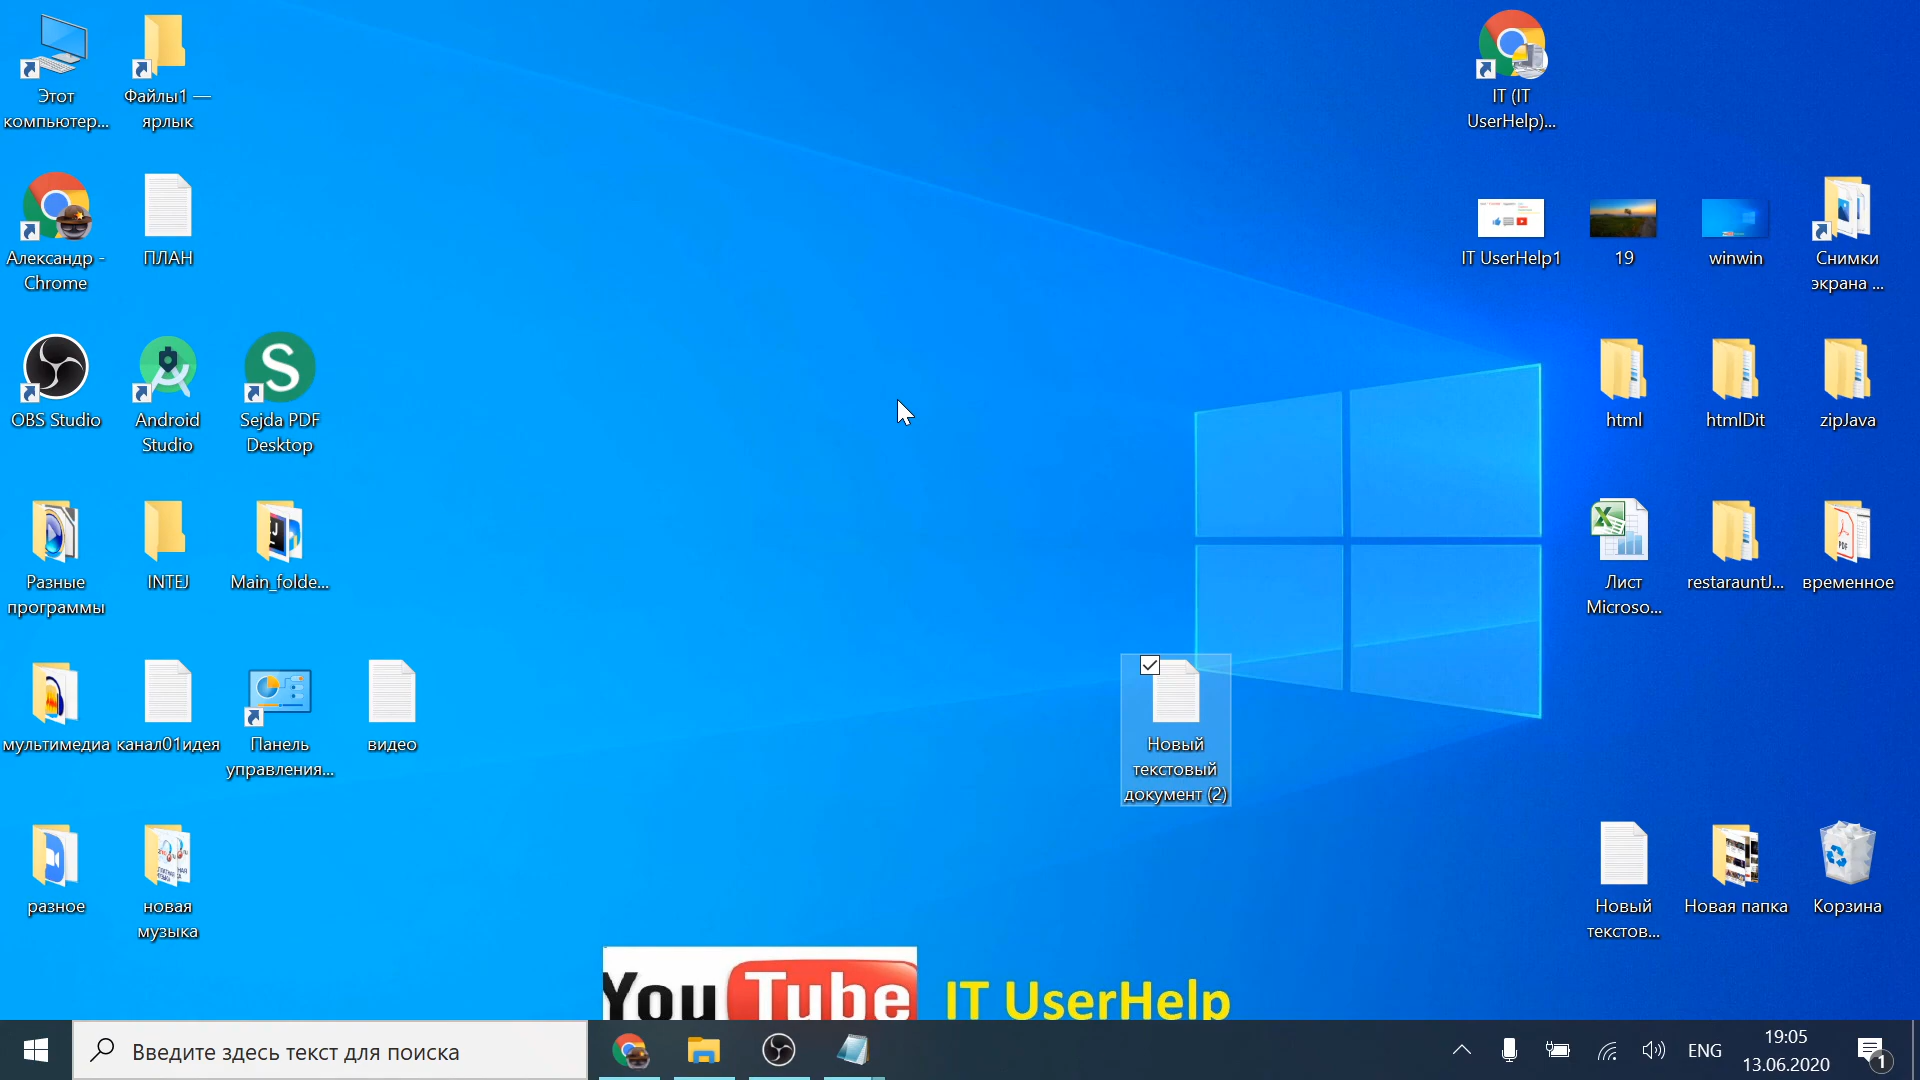 Этот
компьютер...
Файлы1 —
ярлык
IT (IT
UserHelp)...
Александр -
Chrome
ПЛАН
IT UserHelp1
19
winwin
Снимки
экрана ...
OBS Studio
Android
Studio
Sejda PDF
Desktop
html
htmlDit
zipJava
Разные
программы
INTEJ
Main_folde...
Лист
Microso...
restarauntJ...
временное
мультимедиа
канал01идея
Панель
управления...
видео
Новый
текстовый
документ (2)
разное
новая
музыка
Новый
текстов...
Новая папка
Корзина
YouTube
IT UserHelp
Введите здесь текст для поиска
ENG
19:05
13.06.2020
1